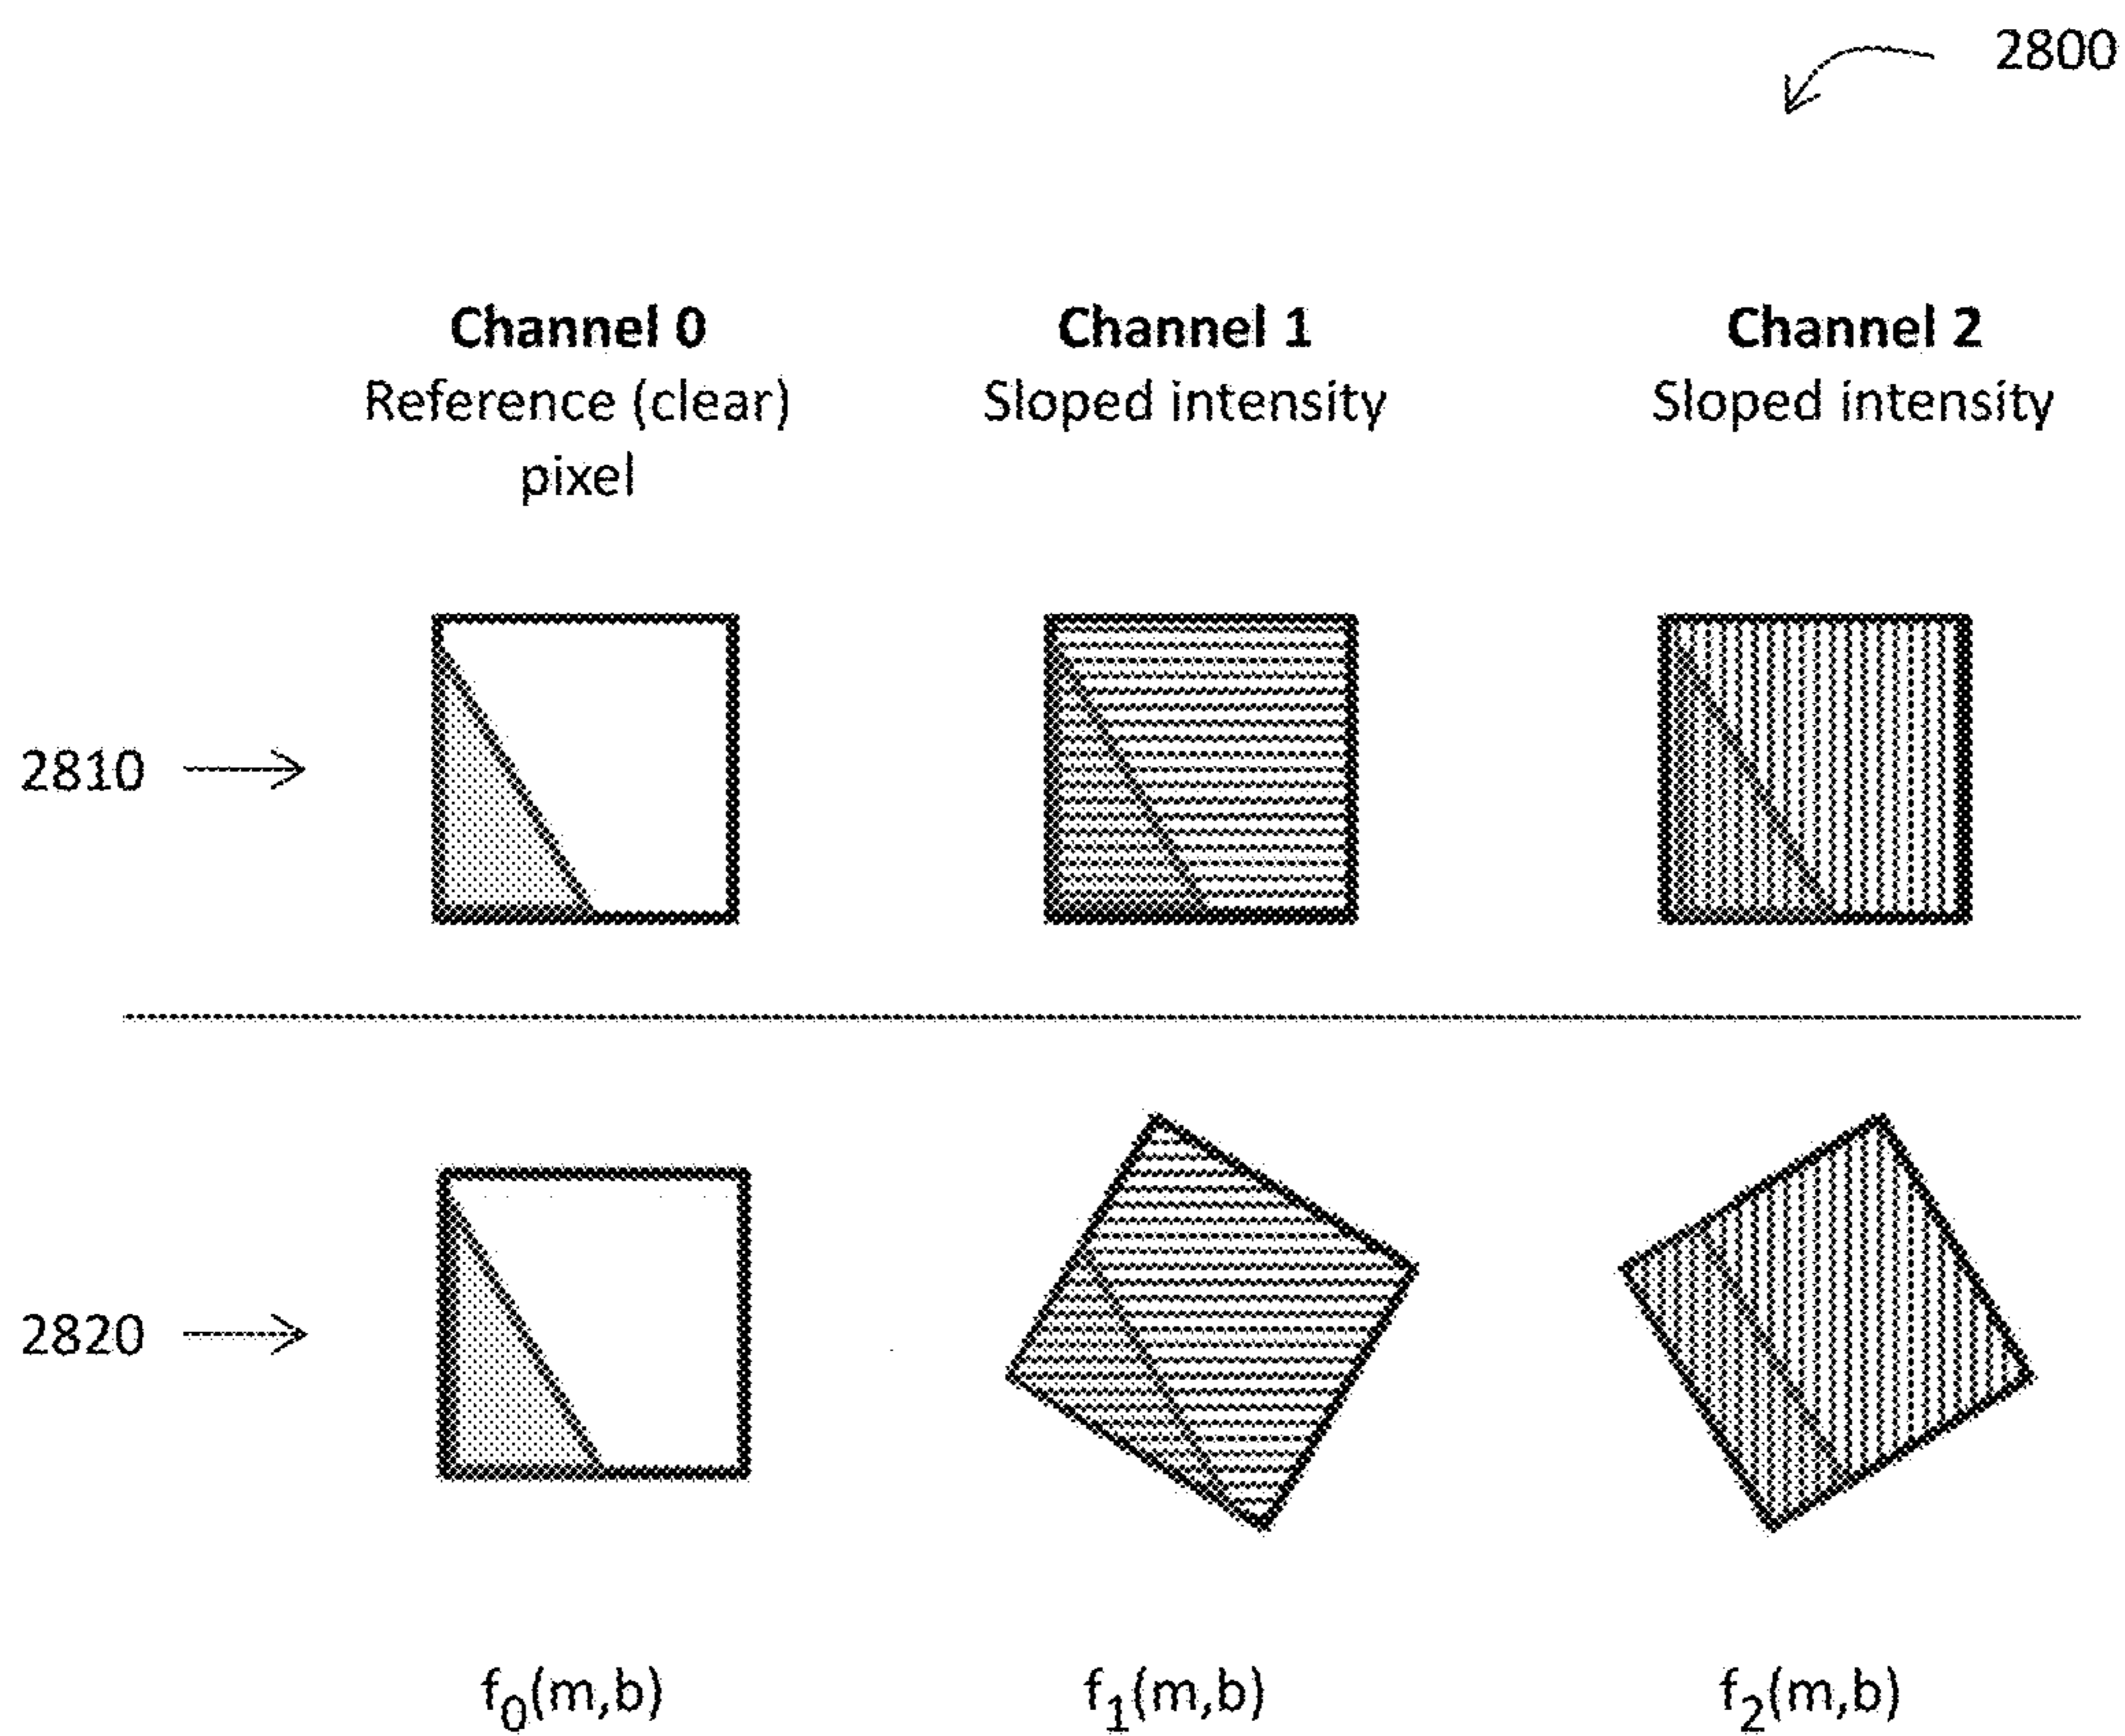 2800
Channel 0
Reference (clear)
pixel
Channel 1
Sloped intensity
Channel 2
Sloped intensity
2810
2820
f0(m,b)
f1(m,b)
f2(m,b)